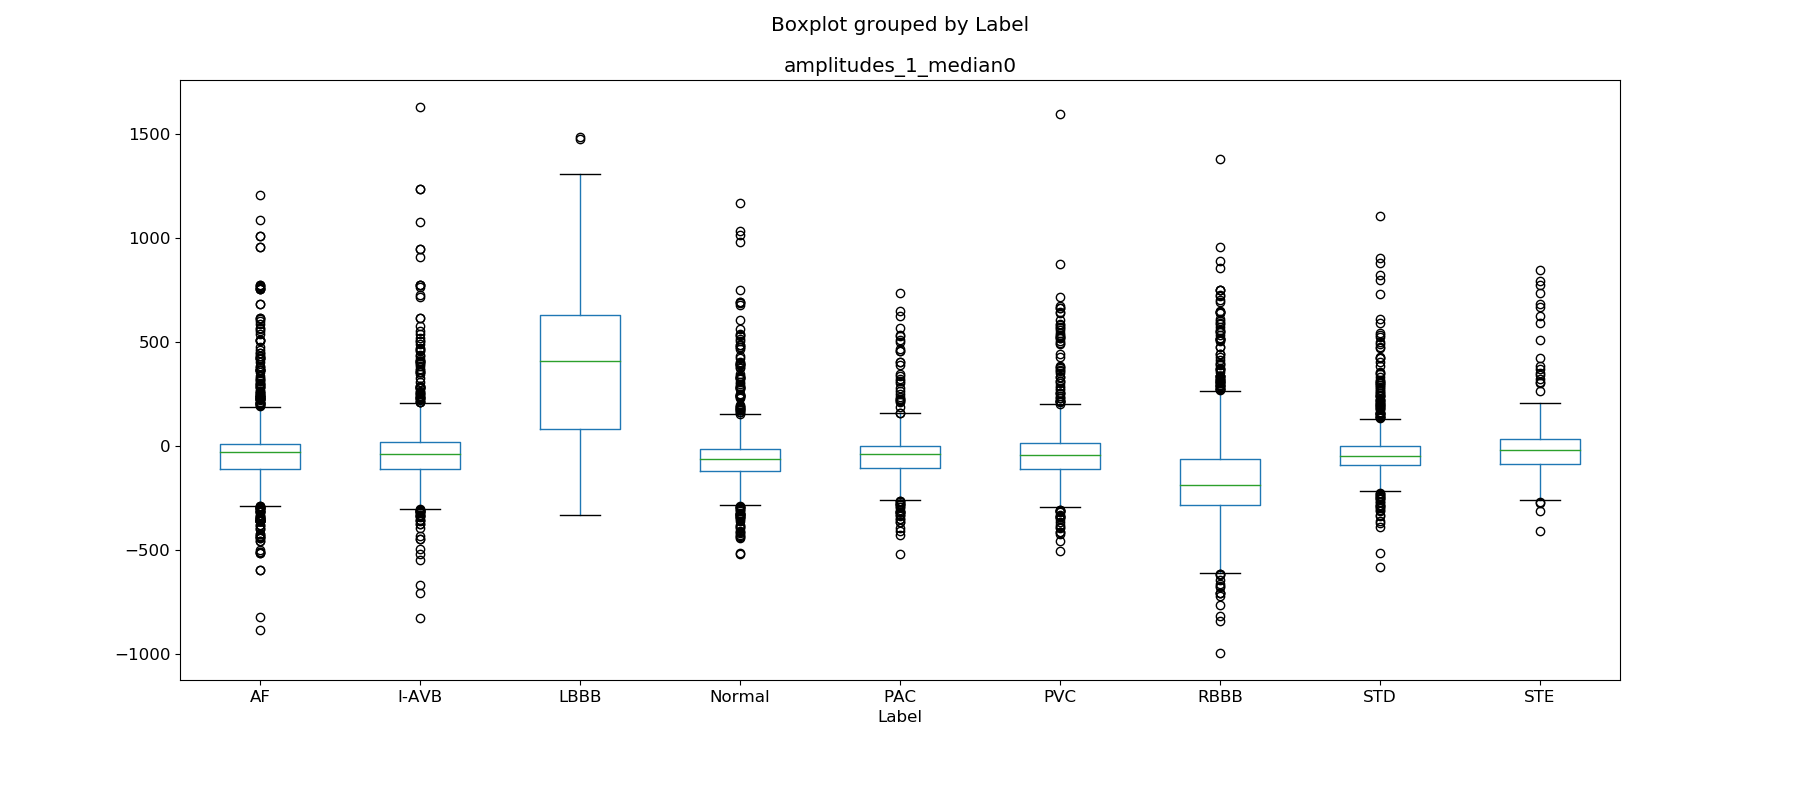 Boxplot grouped by Label
amplitudes_1_median0
1500
1000
500
0
−500
−1000
AF I-AVB LBBB Normal PAC PVC RBBB STD STE
Label